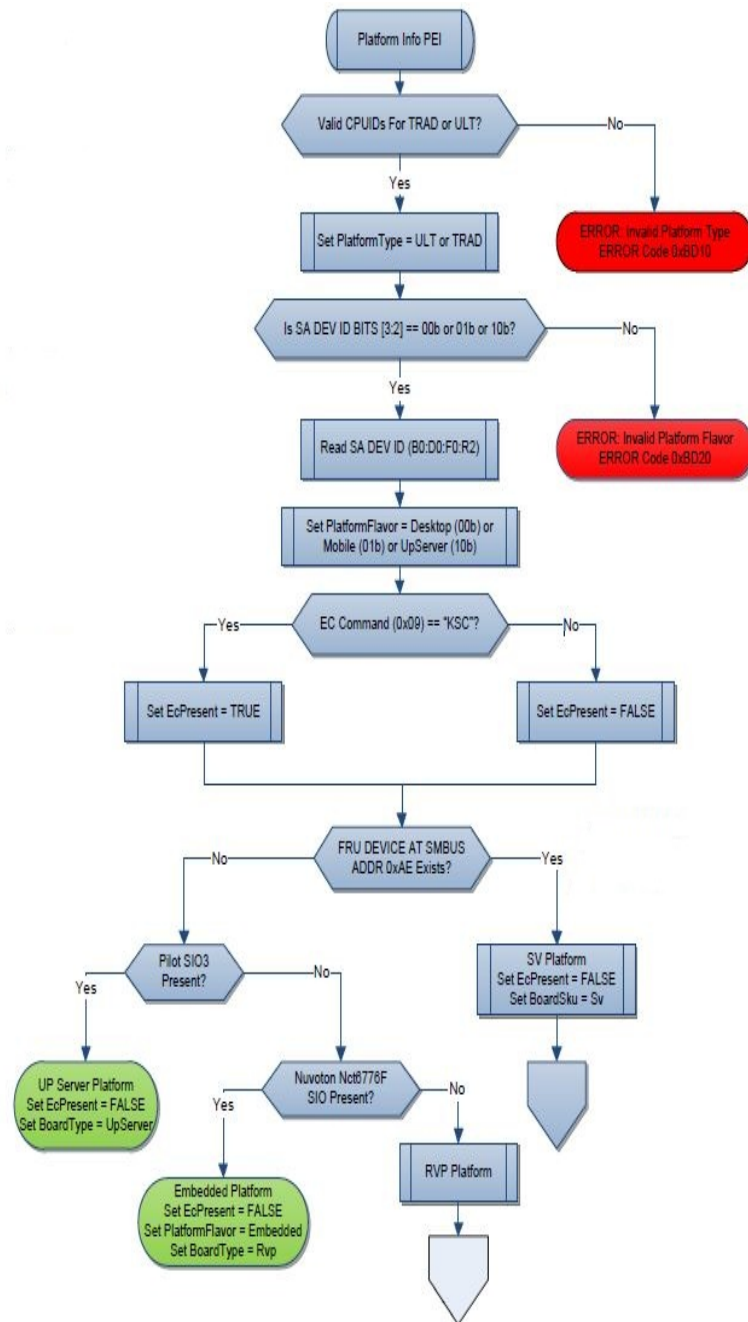 Platform Info PEI
Valid CPUIDs For TRAD or ULT?
No
Yes
Set PlatformType = ULT or TRAD
ERROR: Invalid Platform Type
ERROR Code 0xBD10
Is SA DEV ID BITS [3:2] == 00b or 01b or 10b?
No
Yes
Read SA DEV ID (B0:D0:F0:R2)
ERROR: Invalid Platform Flavor
ERROR Code 0xBD20
Set PlatformFlavor = Desktop (00b) or
Mobile (01b) or UpServer (10b)
EC Command (0x09) == "KSC"?
Yes
No
Set EcPresent = TRUE
Set EcPresent = FALSE
FRU DEVICE AT SMBUS
ADDR 0xAE Exists?
No
Yes
Pilot SIO3
Present?
Yes
No
SV Platform
Set EcPresent = FALSE
Set BoardSku = Sv
UP Server Platform
Set EcPresent = FALSE
Set BoardType = UpServer
Nuvoton Nct6776F
SIO Present?
Yes
No
RVP Platform
Embedded Platform
Set EcPresent = FALSE
Set PlatformFlavor = Embedded
Set BoardType = Rvp